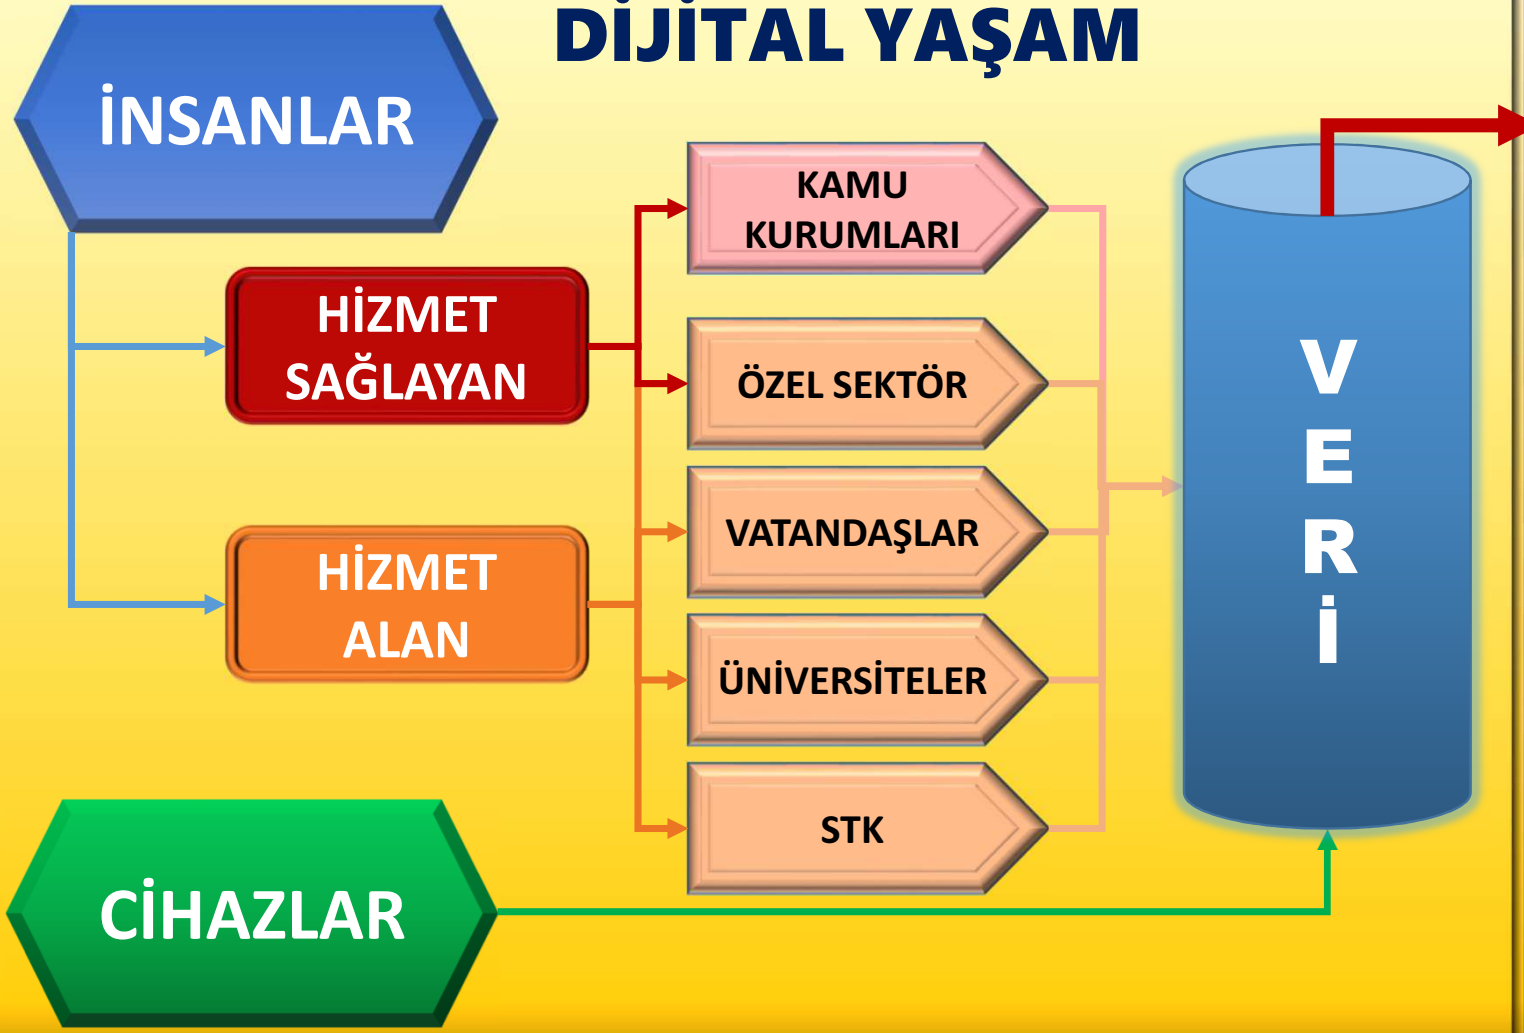 DİJİTAL YAŞAM
İNSANLAR
HİZMET
SAĞLAYAN
HİZMET
ALAN
CİHAZLAR
KAMU
KURUMLARI
ÖZEL SEKTÖR
VATANDAŞLAR
ÜNİVERSİTELER
STK
V
E
R
İ